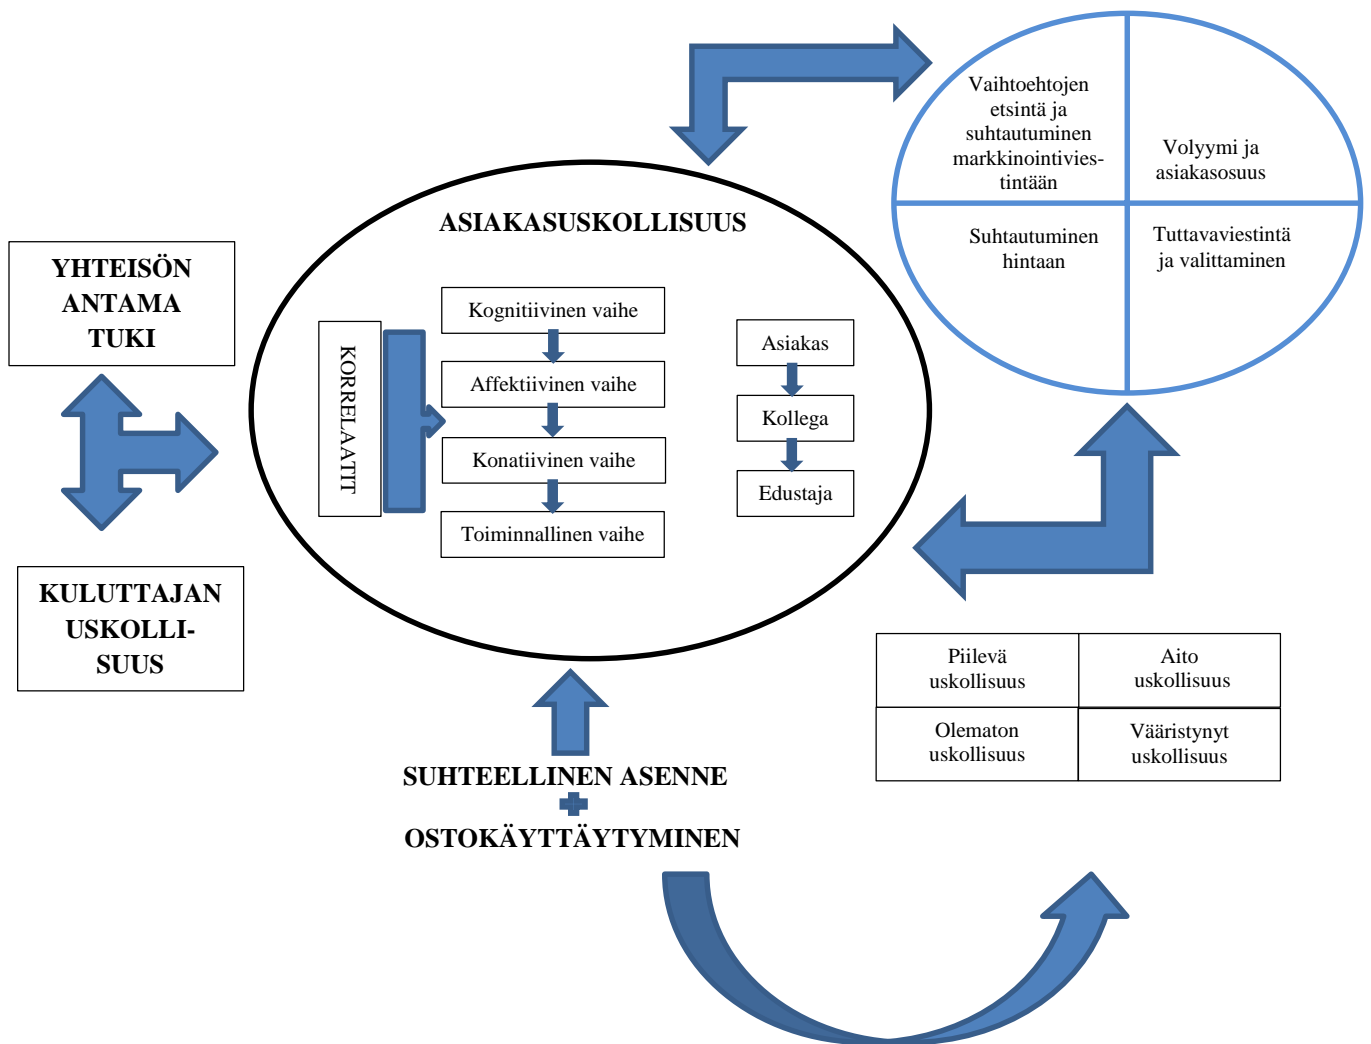 Vaihtoehtojen
etsintä ja
suhtautuminen
markkinointivies-
tintään
Volyymi ja
asiakasosuus
Suhtautuminen
hintaan
Tuttavaviestintä
ja valittaminen
ASIAKASUSKOLLISUUS
YHTEISÖN
ANTAMA
TUKI
KULUTTAJAN
USKOLLI-
SUUS
KORRELAATIT
Kognitiivinen vaihe
Affektiivinen vaihe
Konatiivinen vaihe
Toiminnallinen vaihe
Asiakas
Kollega
Edustaja
Piilevä
uskollisuus
Aito
uskollisuus
Olematon
uskollisuus
Vääristynyt
uskollisuus
SUHTEELLINEN ASENNE
OSTOKÄYTTÄYTYMINEN